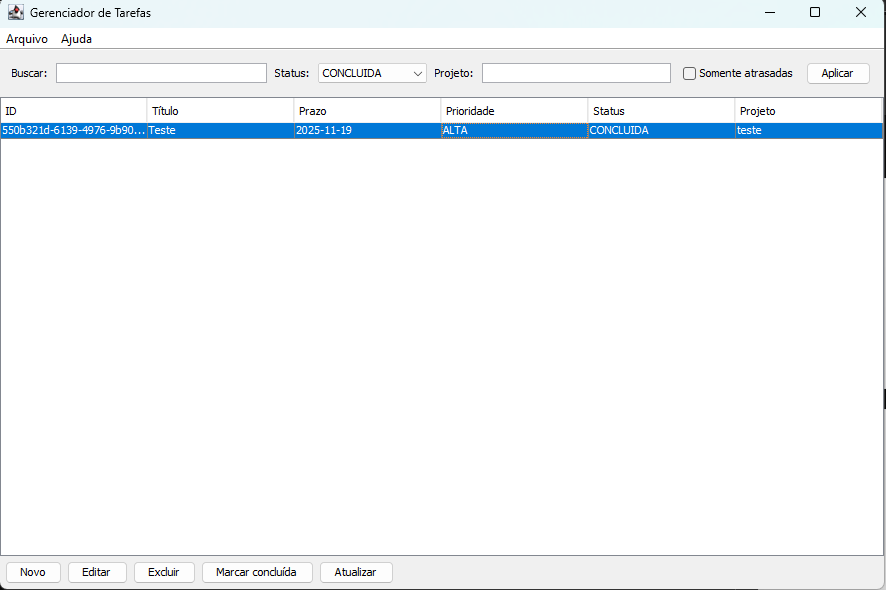 Gerenciador de Tarefas
Arquivo Ajuda
Buscar: Status: CONCLUIDA Projeto: Somente atrasadas Aplicar
ID Título Prazo Prioridade Status Projeto
550b321d-6139-4976-9b90... Teste 2025-11-19 ALTA CONCLUIDA teste
Novo Editar Excluir Marcar concluída Atualizar